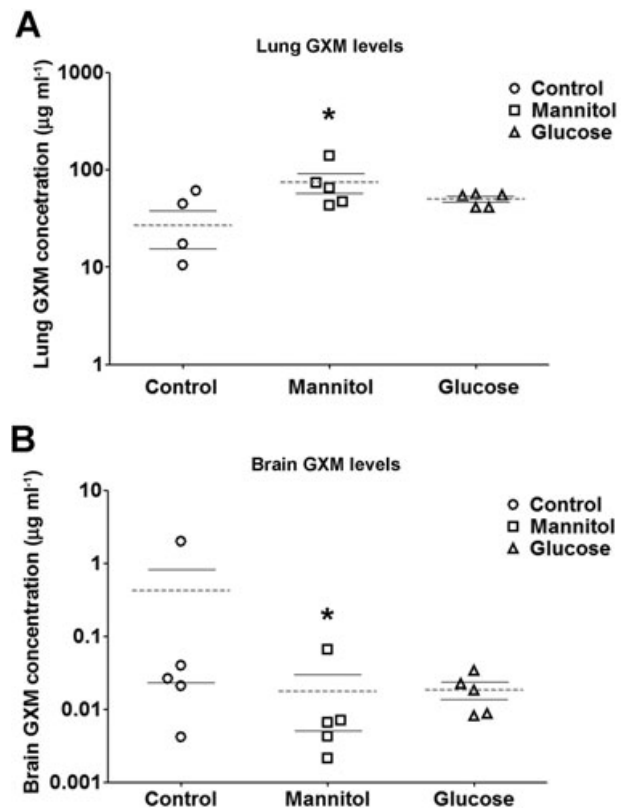 A
Lung GXM levels
Lung GXM concetration (µg ml⁻¹)
1000
100
10
1
*
Control
Mannitol
Glucose
Control
Mannitol
Glucose
B
Brain GXM levels
Brain GXM concentration (µg ml⁻¹)
10
1
0.1
0.01
0.001
*
Control
Mannitol
Glucose
Control
Mannitol
Glucose